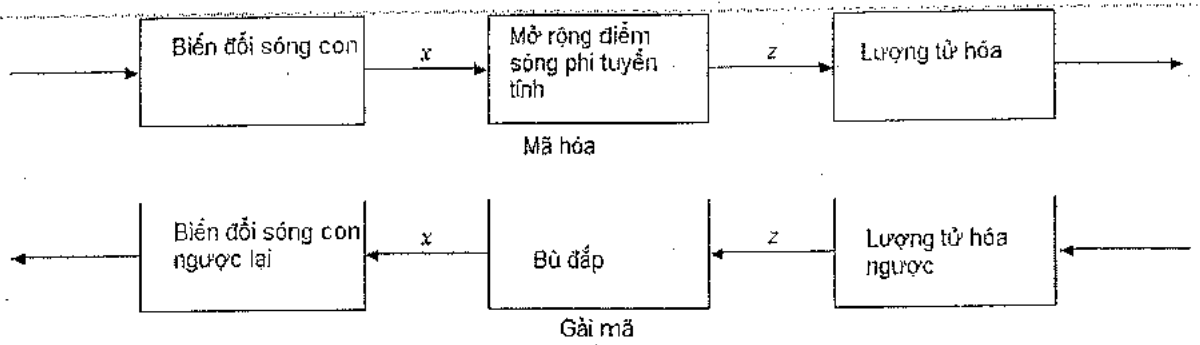 Biến đổi sóng con
x
Mở rộng điểm
sóng phi tuyến
tính
z
Lượng tử hóa
Mã hóa
Biến đổi sóng con
ngược lại
x
Bù đắp
z
Lượng tử hóa
ngược
Gải mã